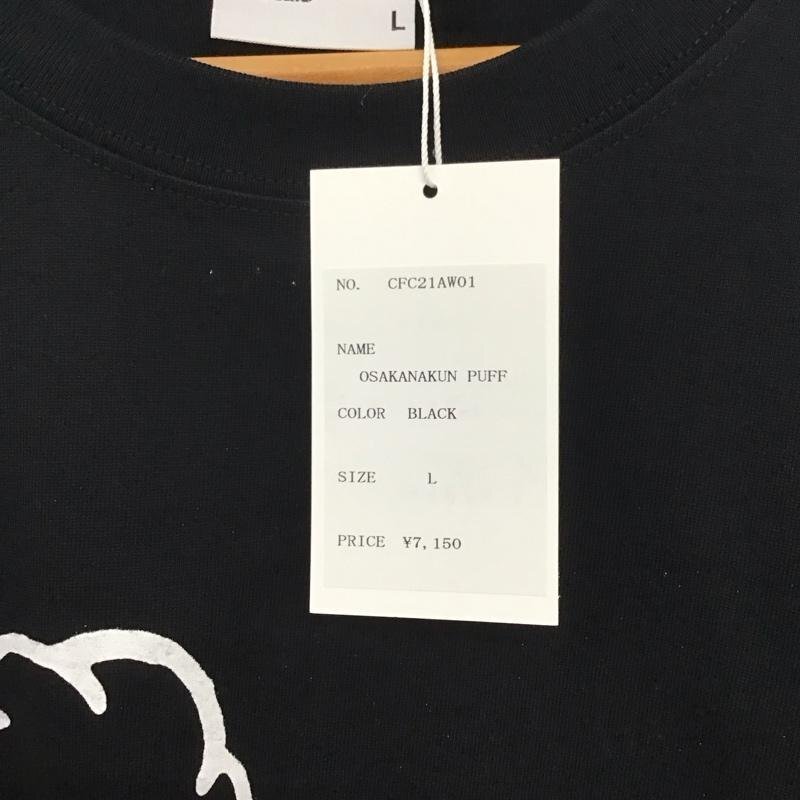 L
NO. CFC21AW01
NAME
OSAKANAKUN PUFF
COLOR BLACK
SIZE L
PRICE ¥7,150